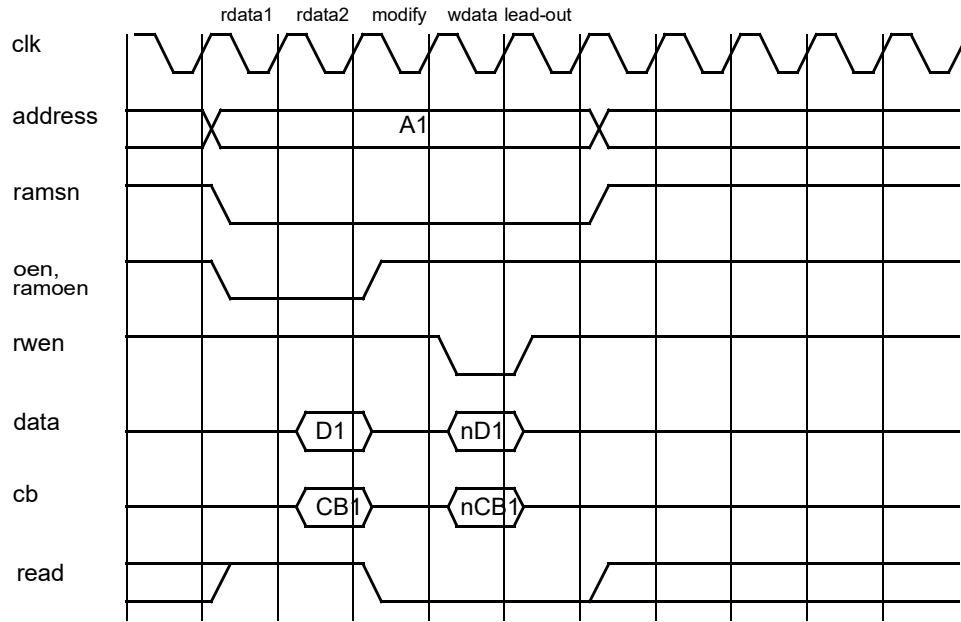 rdata1 rdata2 modify wdata lead-out
clk
address
A1
ramsn
oen,
ramoen
rwen
data
D1 nD1
cb
CB1 nCB1
read